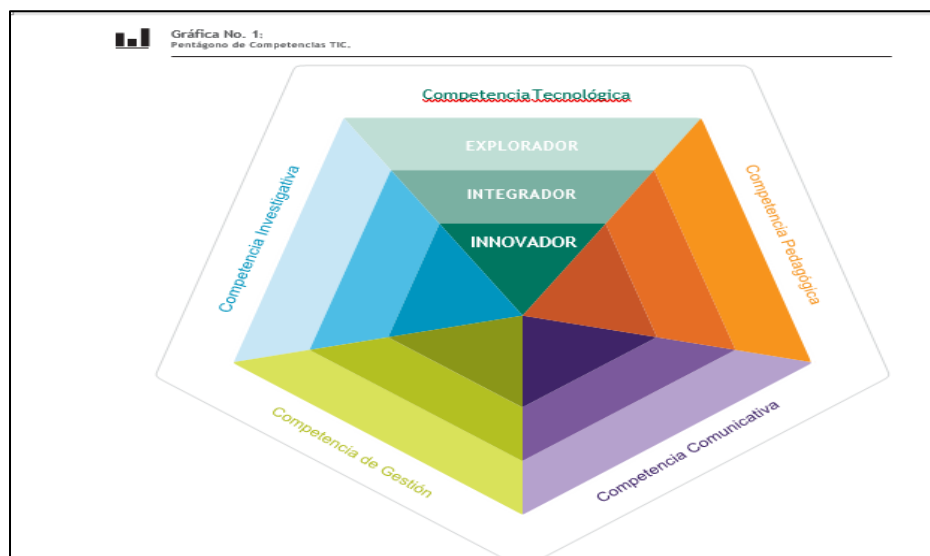 Gráfica No. 1:
Pentágono de Competencias TIC.
Competencia Tecnológica
EXPLORADOR
INTEGRADOR
INNOVADOR
Competencia Investigativa
Competencia Pedagógica
Competencia de Gestión
Competencia Comunicativa